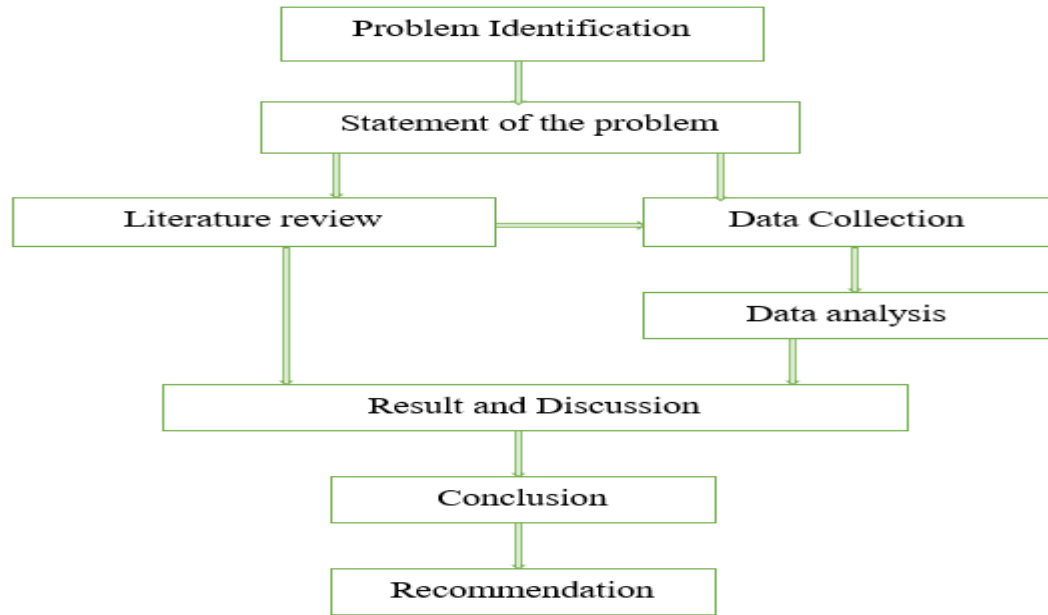 Problem Identification
Statement of the problem
Literature review
Data Collection
Data analysis
Result and Discussion
Conclusion
Recommendation